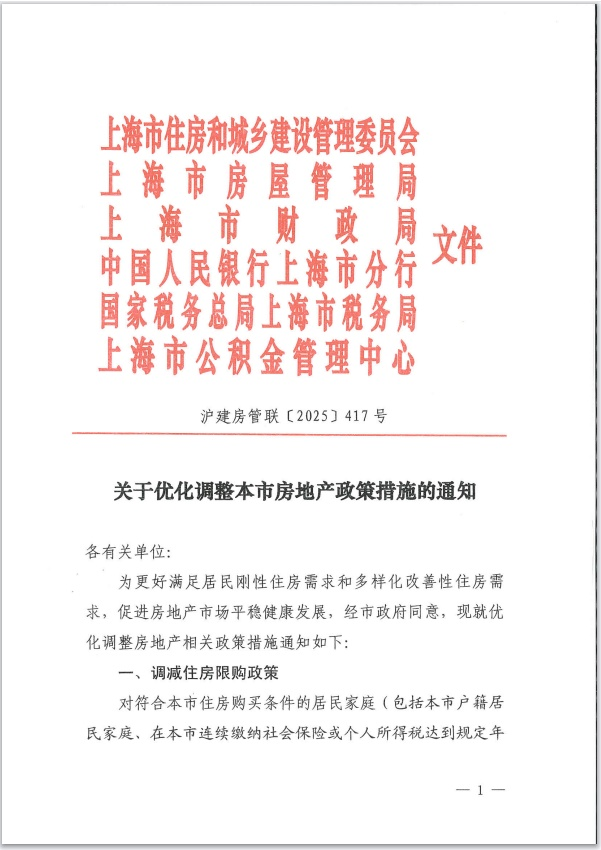 上海市住房和城乡建设管理委员会
上海市房屋管理局
上海市财政局
中国人民银行上海市分行
国家税务总局上海市税务局
上海市公积金管理中心
文件
沪建房管联〔2025〕417号
关于优化调整本市房地产政策措施的通知
各有关单位：
为更好满足居民刚性住房需求和多样化改善性住房需
求，促进房地产市场平稳健康发展，经市政府同意，现就优
化调整房地产相关政策措施通知如下：
一、调减住房限购政策
对符合本市住房购买条件的居民家庭（包括本市户籍居
民家庭、在本市连续缴纳社会保险或个人所得税达到规定年
— 1 —